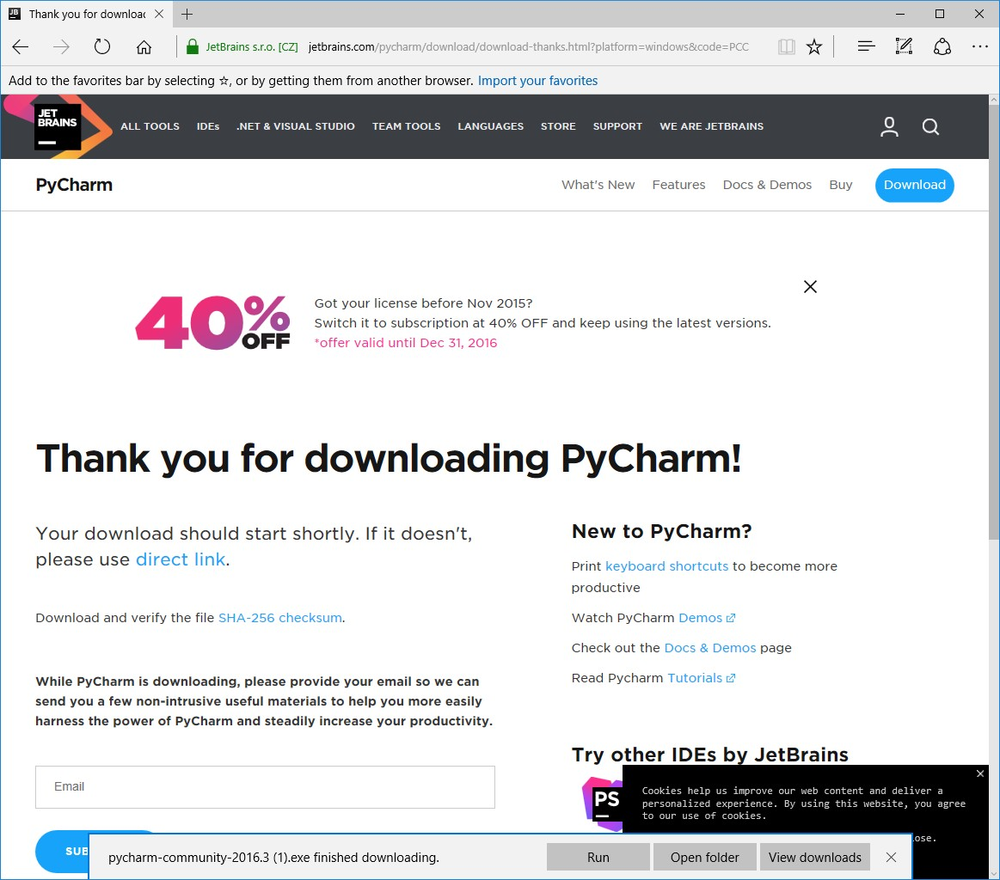 JB Thank you for download
JetBrains s.r.o. [CZ] jetbrains.com/pycharm/download/download-thanks.html?platform=windows&code=PCC
Add to the favorites bar by selecting ☆, or by getting them from another browser. Import your favorites
JET
BRAINS
ALL TOOLS IDEs .NET & VISUAL STUDIO TEAM TOOLS LANGUAGES STORE SUPPORT WE ARE JETBRAINS
PyCharm What's New Features Docs & Demos Buy Download
40%
OFF
Got your license before Nov 2015?
Switch it to subscription at 40% OFF and keep using the latest versions.
*offer valid until Dec 31, 2016
Thank you for downloading PyCharm!
Your download should start shortly. If it doesn't,
please use direct link.
Download and verify the file SHA-256 checksum.
While PyCharm is downloading, please provide your email so we can
send you a few non-intrusive useful materials to help you more easily
harness the power of PyCharm and steadily increase your productivity.
Email
SUB
New to PyCharm?
Print keyboard shortcuts to become more
productive
Watch PyCharm Demos
Check out the Docs & Demos page
Read Pycharm Tutorials
Try other IDEs by JetBrains
PS
Cookies help us improve our web content and deliver a
personalized experience. By using this website, you agree
to our use of cookies.
ose.
pycharm-community-2016.3 (1).exe finished downloading. Run Open folder View downloads